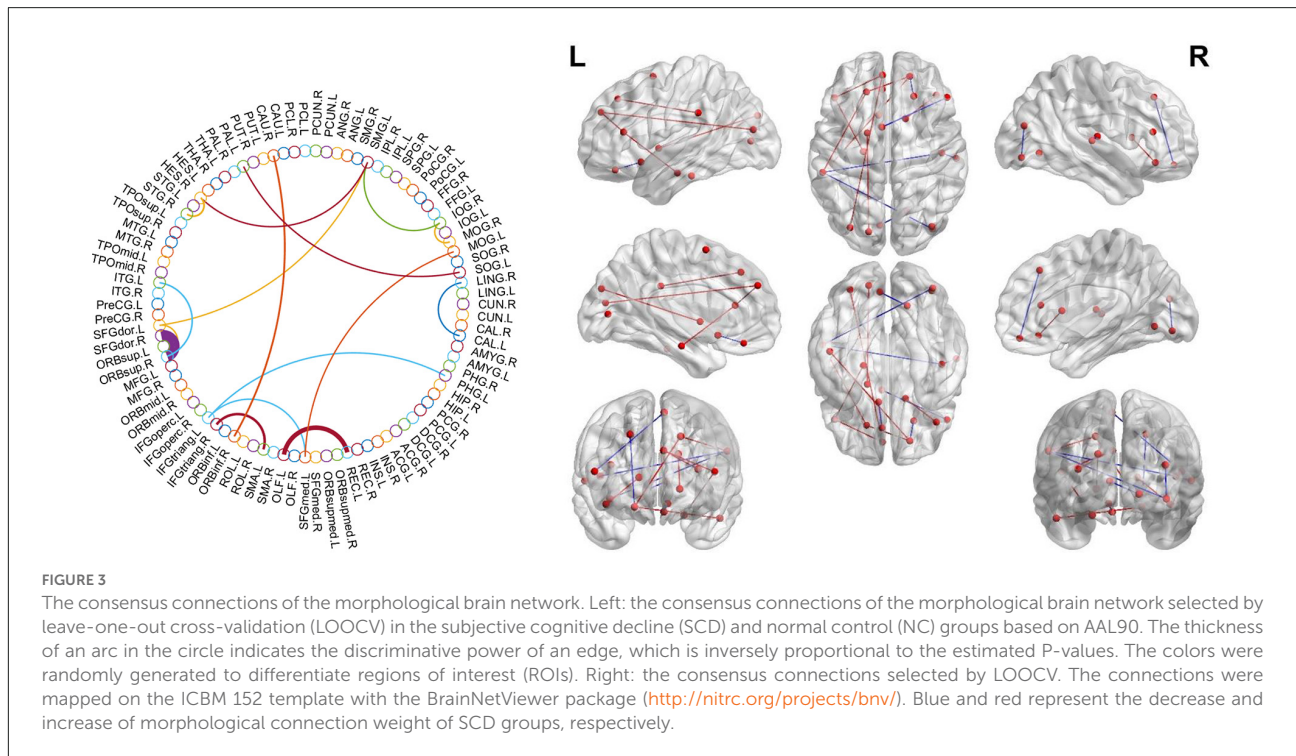 L
R
TPOsup.L
STG.R
STG.L
HES.R
HES.L
THA.R
THA.L
PAL.R
PAL.L
PUT.R
PUT.L
CAU.R
CAU.L
PCL.R
PCL.L
PCUN.R
PCUN.L
ANG.R
ANG.L
SMG.R
SMG.L
IPL.R
IPL.L
SPG.R
SPG.L
PoCG.R
PoCG.L
FFG.R
FFG.L
IOG.R
IOG.L
MOG.R
MOG.L
SOG.R
SOG.L
LING.R
LING.L
CUN.R
CUN.L
CAL.R
CAL.L
AMYG.R
AMYG.L
PHG.R
PHG.L
HIP.R
HIP.L
PCG.R
PCG.L
DCG.R
DCG.L
ACG.R
ACG.L
INS.R
INS.L
REC.R
REC.L
ORBsupmed.R
ORBsupmed.L
SFGmed.R
SFGmed.L
OLF.R
OLF.L
SMA.R
SMA.L
ROL.R
ROL.L
ORBinf.R
ORBinf.L
IFGtriang.R
IFGtriang.L
IFGoperc.R
IFGoperc.L
ORBmid.R
ORBmid.L
MFG.R
MFG.L
ORBsup.R
ORBsup.L
SFGdor.R
SFGdor.L
PreCG.R
PreCG.L
ITG.R
ITG.L
TPOmid.R
TPOmid.L
MTG.R
MTG.L
TPOsup.R
FIGURE 3
The consensus connections of the morphological brain network. Left: the consensus connections of the morphological brain network selected by
leave-one-out cross-validation (LOOCV) in the subjective cognitive decline (SCD) and normal control (NC) groups based on AAL90. The thickness
of an arc in the circle indicates the discriminative power of an edge, which is inversely proportional to the estimated P-values. The colors were
randomly generated to differentiate regions of interest (ROIs). Right: the consensus connections selected by LOOCV. The connections were
mapped on the ICBM 152 template with the BrainNetViewer package (http://nitrc.org/projects/bnv/). Blue and red represent the decrease and
increase of morphological connection weight of SCD groups, respectively.